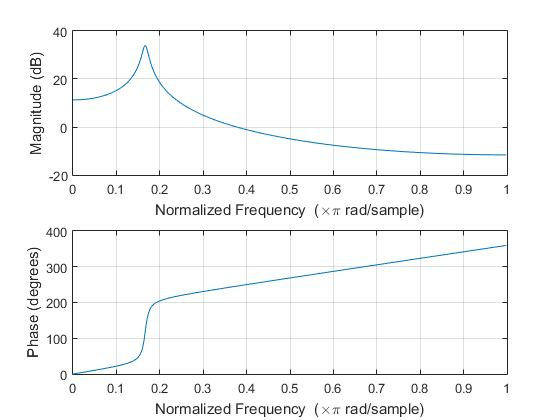 40
20
0
-20
Magnitude (dB)
0 0.1 0.2 0.3 0.4 0.5 0.6 0.7 0.8 0.9 1
Normalized Frequency (×π rad/sample)
400
300
200
100
0
Phase (degrees)
0 0.1 0.2 0.3 0.4 0.5 0.6 0.7 0.8 0.9 1
Normalized Frequency (×π rad/sample)